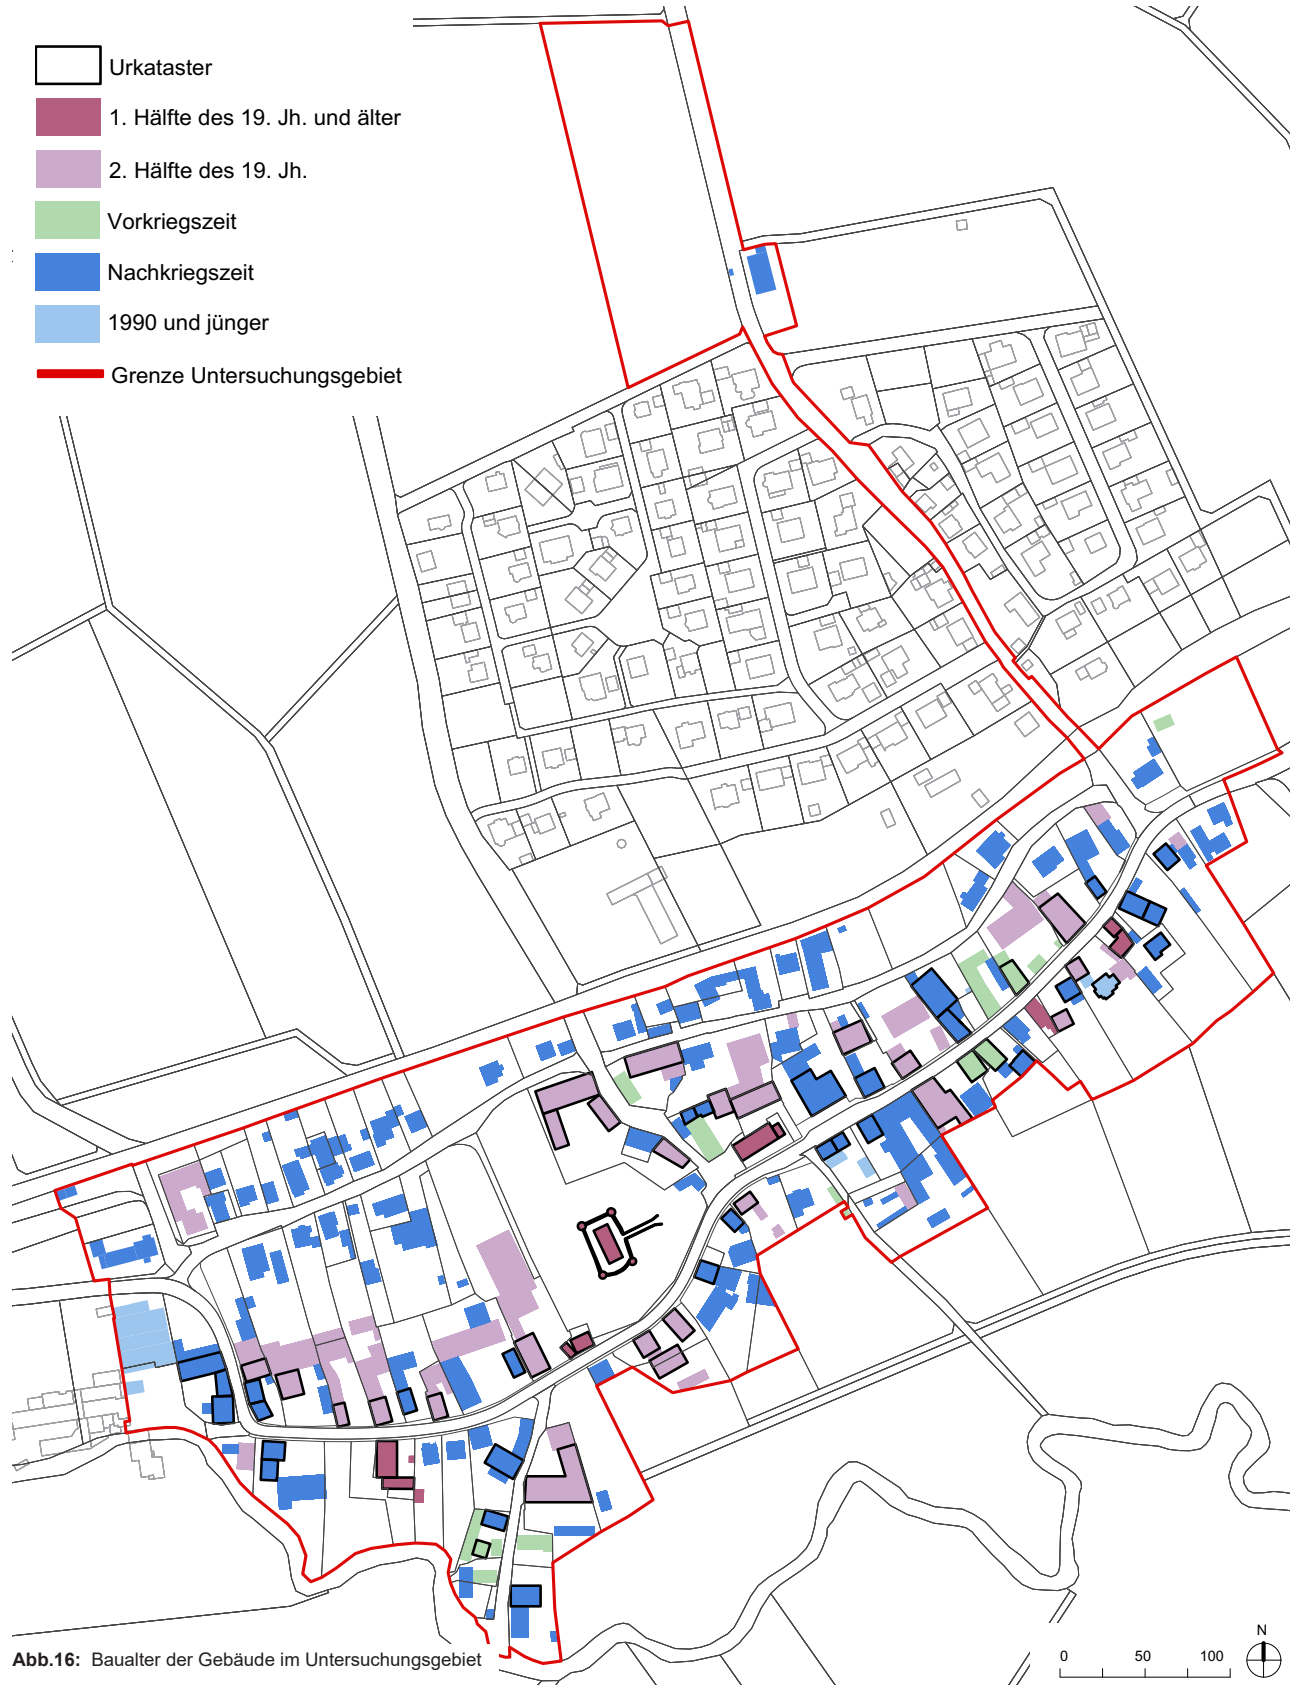 Urkataster
1. Hälfte des 19. Jh. und älter
2. Hälfte des 19. Jh.
Vorkriegszeit
Nachkriegszeit
1990 und jünger
Grenze Untersuchungsgebiet
Abb.16: Baualter der Gebäude im Untersuchungsgebiet
0 50 100
N